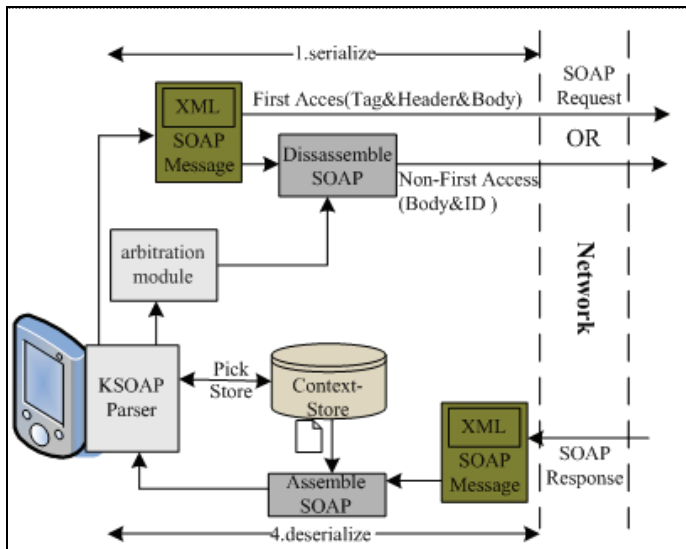 1.serialize
XML
SOAP
Message
First Acces(Tag&Header&Body)
SOAP
Request
OR
Dissassemble
SOAP
Non-First Access
(Body&ID )
arbitration
module
Network
KSOAP
Parser
Pick
Store
Context-
Store
XML
SOAP
Message
SOAP
Response
Assemble
SOAP
4.deserialize